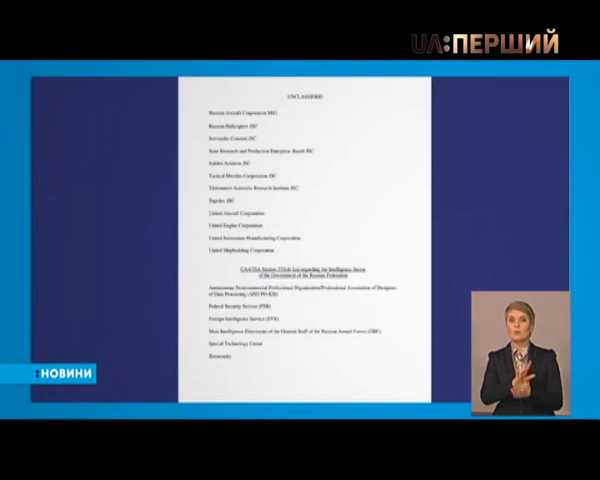 UA:ПЕРШИЙ
UNCLASSIFIED
Russian Aircraft Corporation MiG
Russian Helicopters JSC
Sozvezdie Concern JSC
State Research and Production Enterprise Bazalt JSC
Sukhoi Aviation JSC
Tactical Missiles Corporation JSC
Tikhomirov Scientific Research Institute JSC
Tupolev JSC
United Aircraft Corporation
United Engine Corporation
United Instrument Manufacturing Corporation
United Shipbuilding Corporation
CAATSA Section 231(d) List regarding the Intelligence Sector
of the Government of the Russian Federation
Autonomous Noncommercial Professional Organization/Professional Association of Designers
of Data Processing (ANO PO KSI)
Federal Security Service (FSB)
Foreign Intelligence Service (SVR)
Main Intelligence Directorate of the General Staff of the Russian Armed Forces (GRU)
Special Technology Center
Zorsecurity
:НОВИНИ